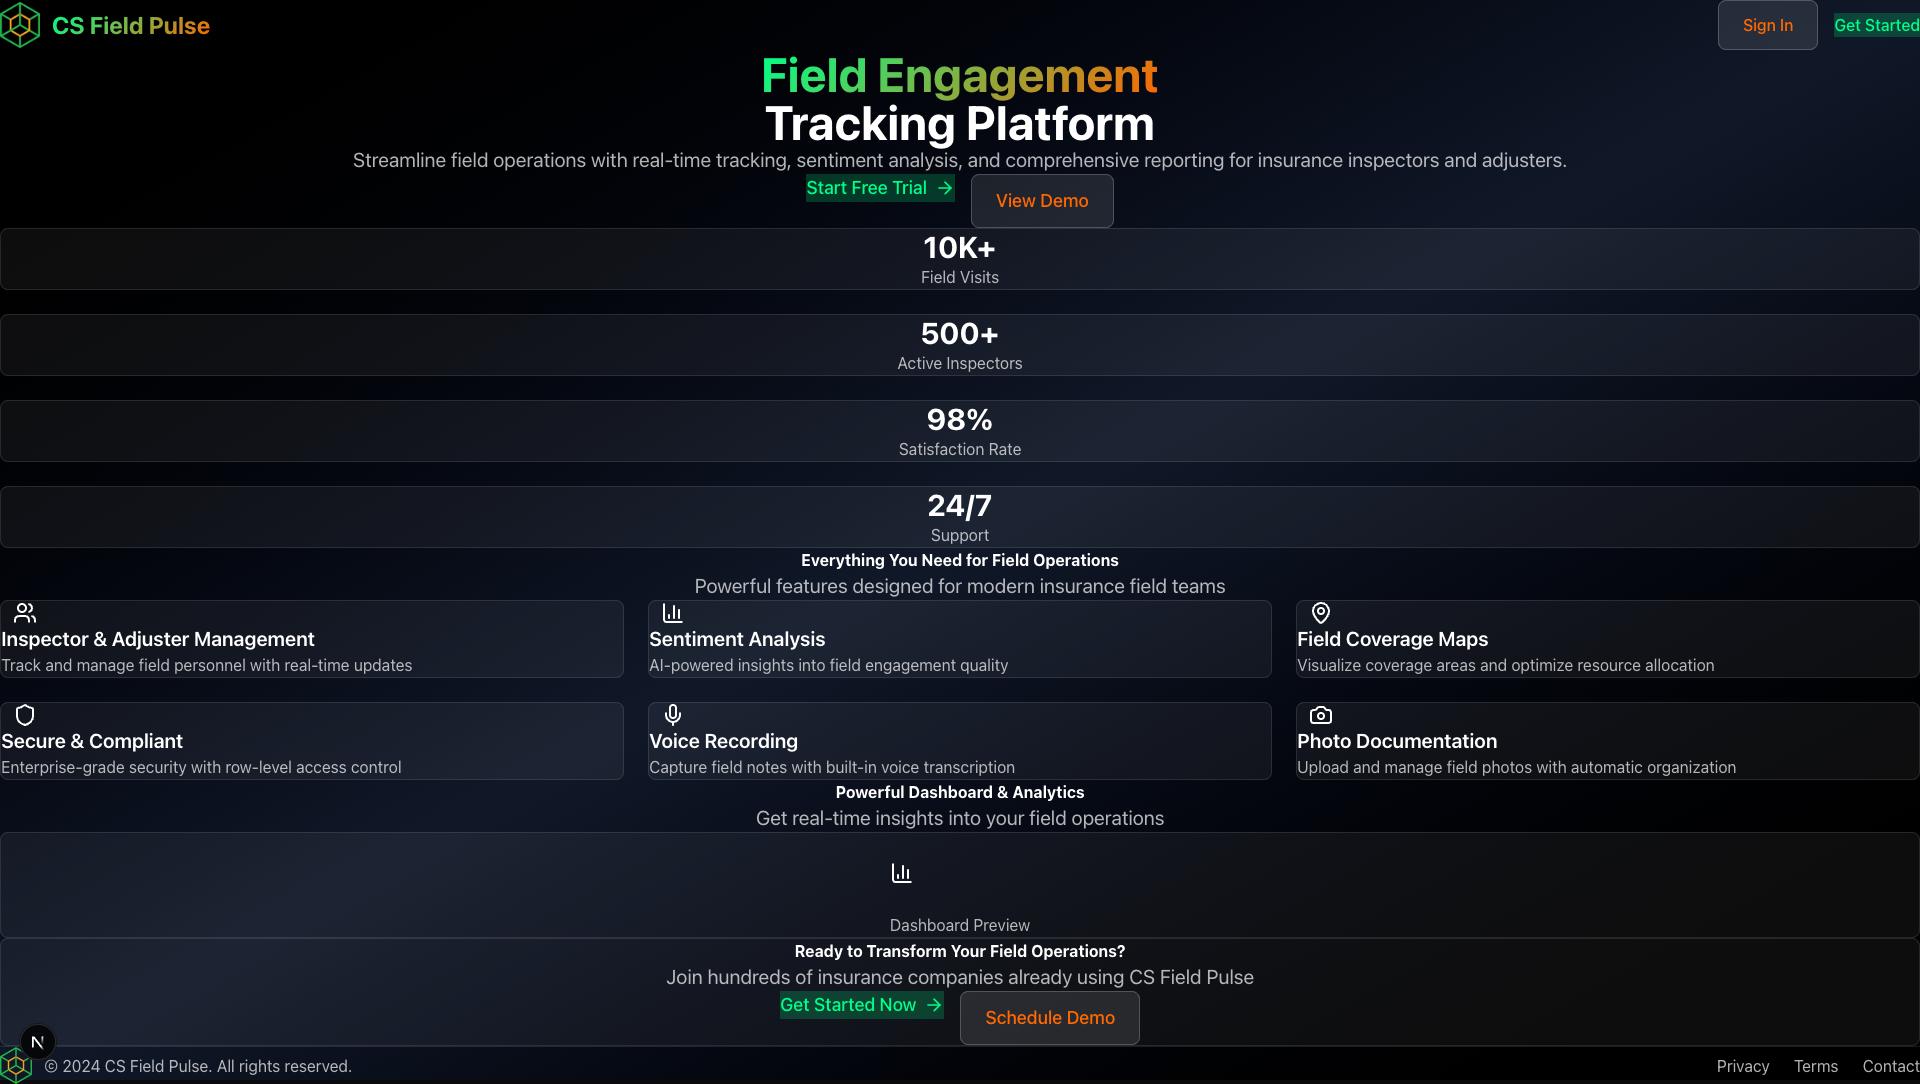 CS Field Pulse
Sign In
Get Started
Field Engagement
Tracking Platform
Streamline field operations with real-time tracking, sentiment analysis, and comprehensive reporting for insurance inspectors and adjusters.
Start Free Trial →
View Demo
10K+
Field Visits
500+
Active Inspectors
98%
Satisfaction Rate
24/7
Support
Everything You Need for Field Operations
Powerful features designed for modern insurance field teams
Inspector & Adjuster Management
Track and manage field personnel with real-time updates
Sentiment Analysis
AI-powered insights into field engagement quality
Field Coverage Maps
Visualize coverage areas and optimize resource allocation
Secure & Compliant
Enterprise-grade security with row-level access control
Voice Recording
Capture field notes with built-in voice transcription
Photo Documentation
Upload and manage field photos with automatic organization
Powerful Dashboard & Analytics
Get real-time insights into your field operations
Dashboard Preview
Ready to Transform Your Field Operations?
Join hundreds of insurance companies already using CS Field Pulse
Get Started Now →
Schedule Demo
N
© 2024 CS Field Pulse. All rights reserved.
Privacy
Terms
Contact